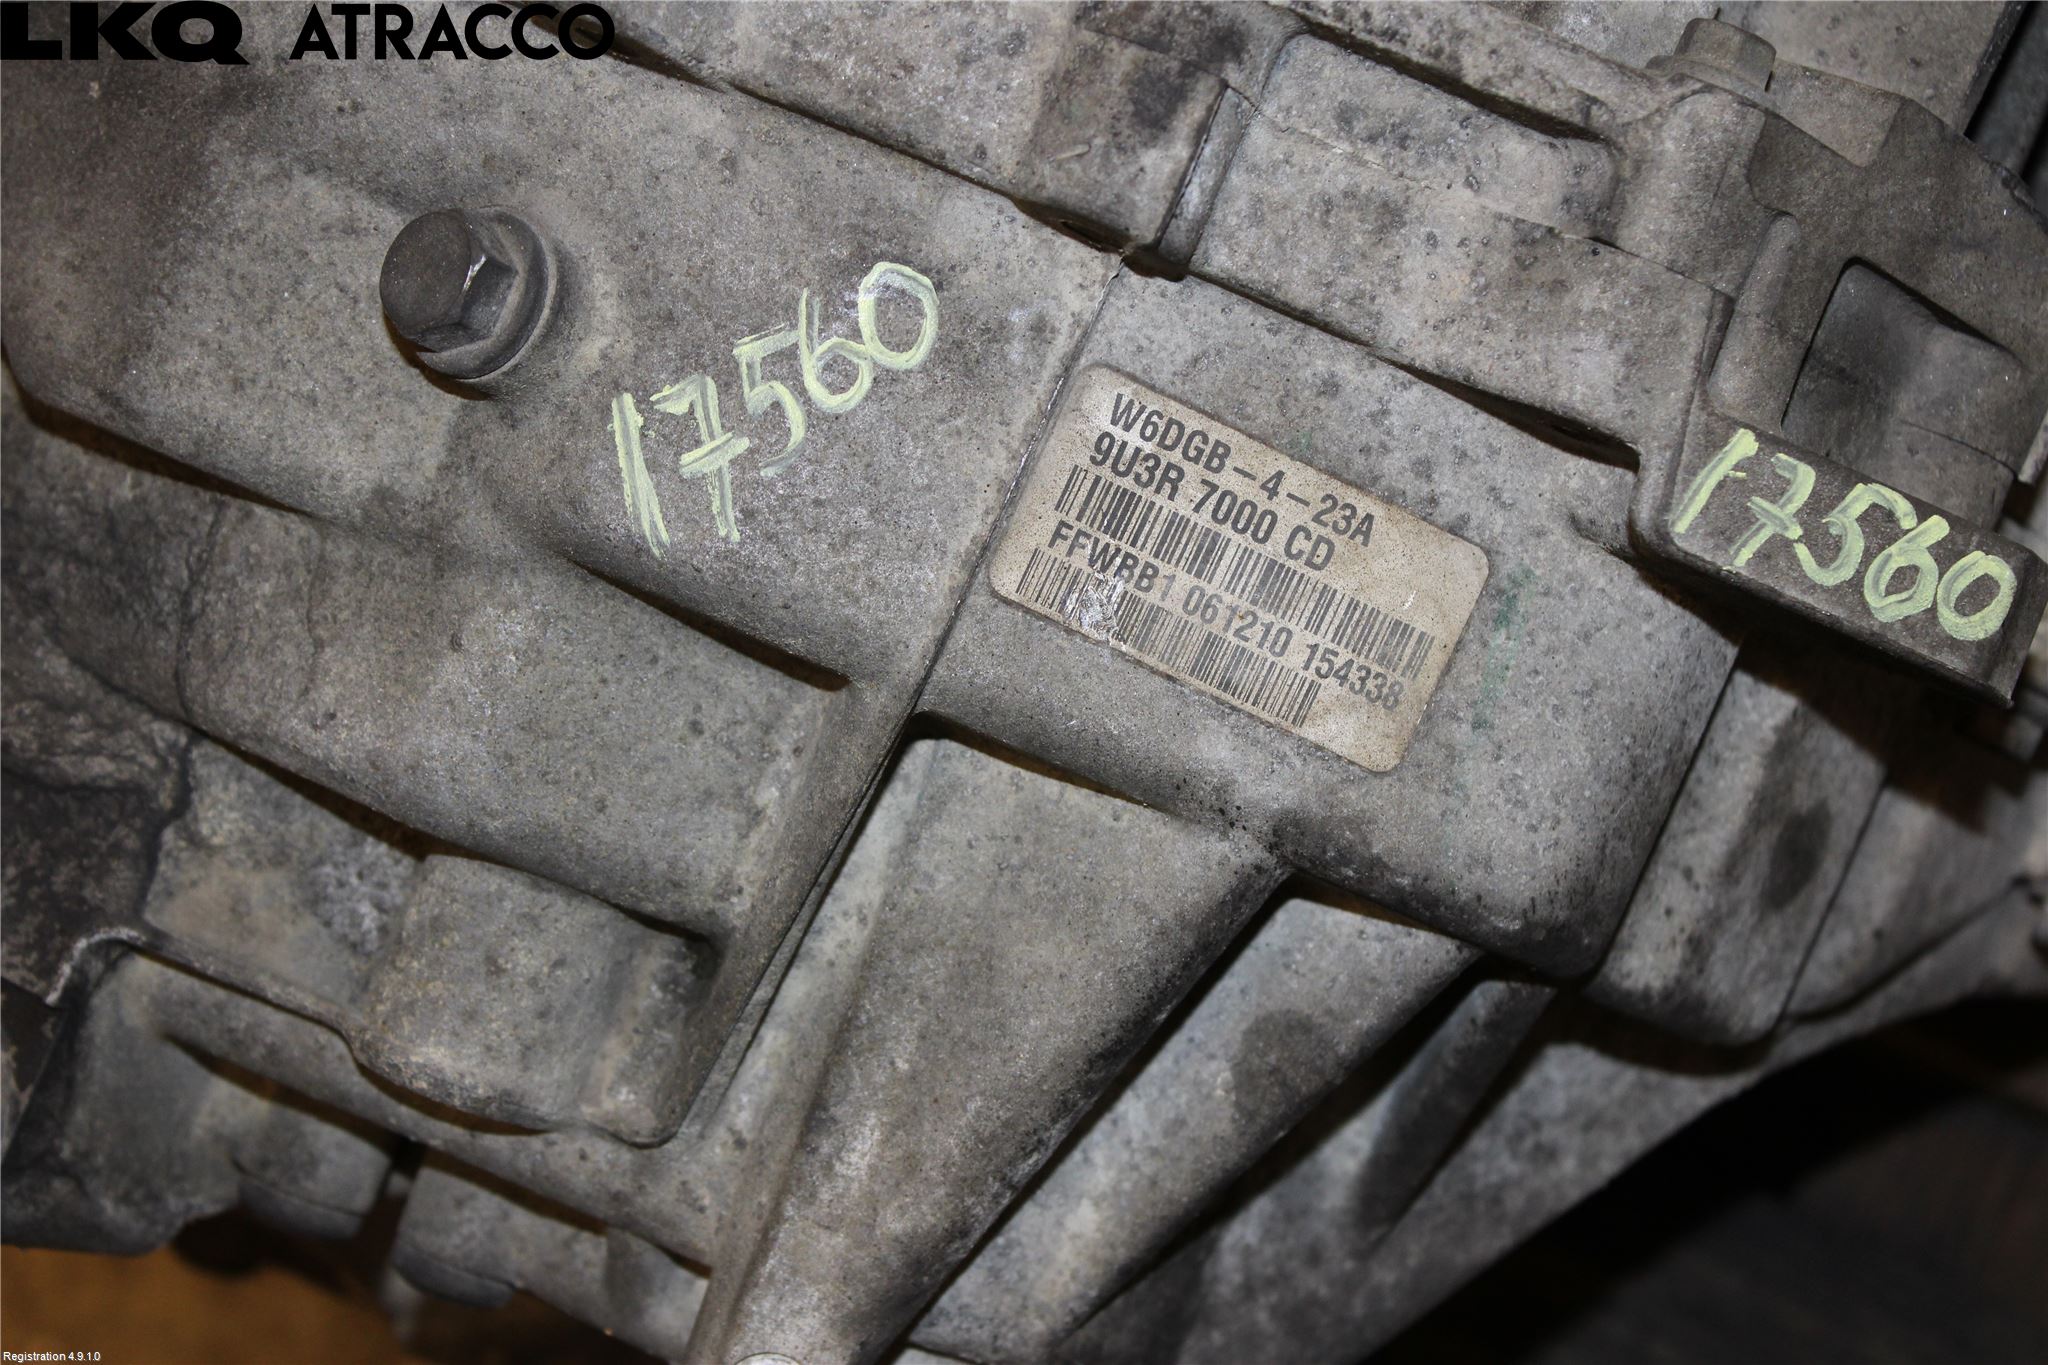 LKQ ATRACCO
17560
W6DGB-4-23A
9U3R 7000 CD
FFWBB1 061210 154338
17560
Registration 4.9.1.0